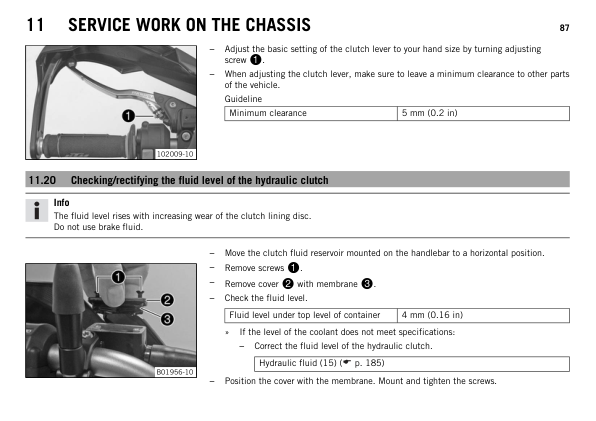 11 SERVICE WORK ON THE CHASSIS 87
1
102009-10
– Adjust the basic setting of the clutch lever to your hand size by turning adjusting
screw 1.
– When adjusting the clutch lever, make sure to leave a minimum clearance to other parts
of the vehicle.
Guideline
Minimum clearance 5 mm (0.2 in)
11.20 Checking/rectifying the fluid level of the hydraulic clutch
i
Info
The fluid level rises with increasing wear of the clutch lining disc.
Do not use brake fluid.
1
2
3
B01956-10
– Move the clutch fluid reservoir mounted on the handlebar to a horizontal position.
– Remove screws 1.
– Remove cover 2 with membrane 3.
– Check the fluid level.
Fluid level under top level of container 4 mm (0.16 in)
» If the level of the coolant does not meet specifications:
– Correct the fluid level of the hydraulic clutch.
Hydraulic fluid (15) (☛ p. 185)
– Position the cover with the membrane. Mount and tighten the screws.